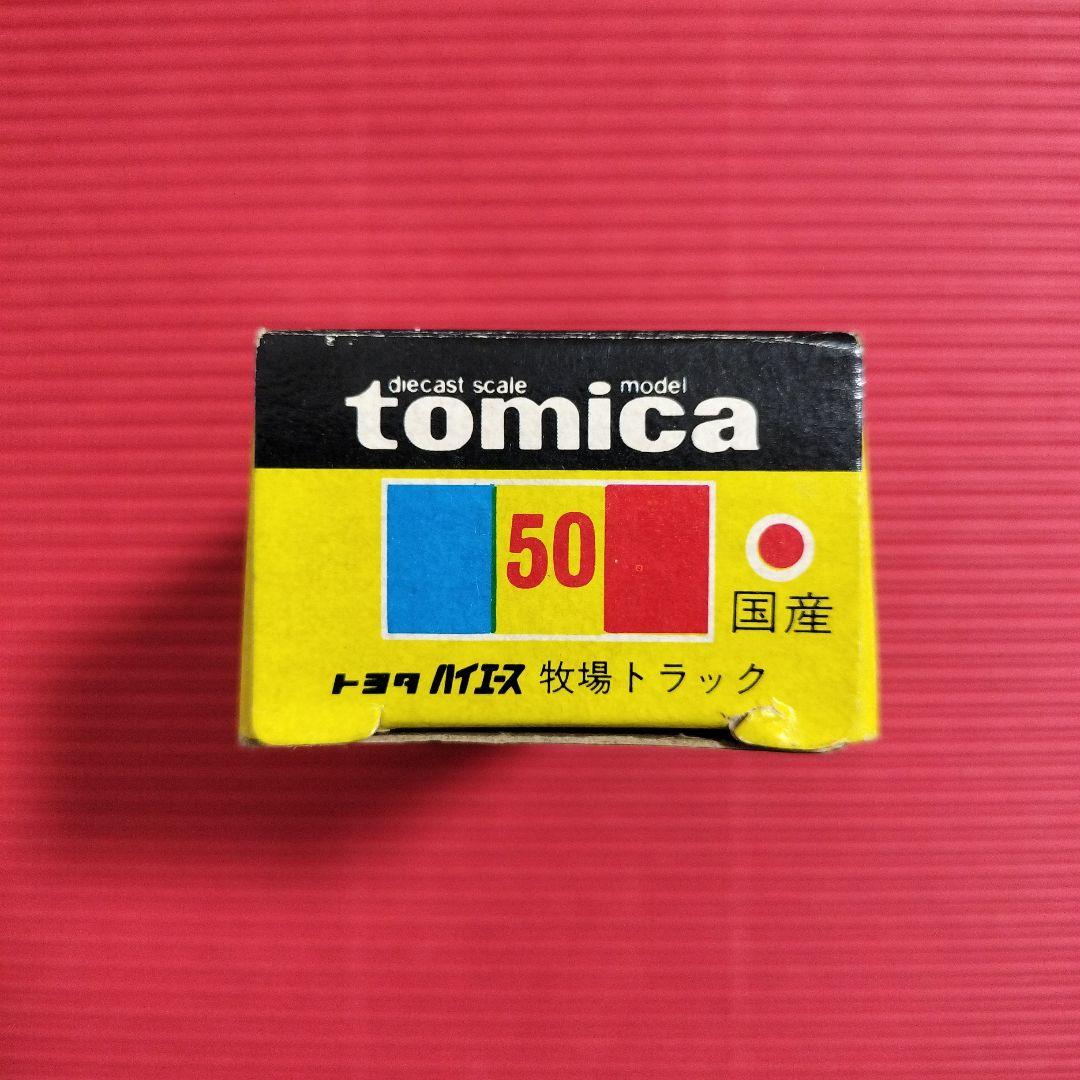 diecast scale model
tomica
50
国産
トヨタ ハイエース 牧場トラック